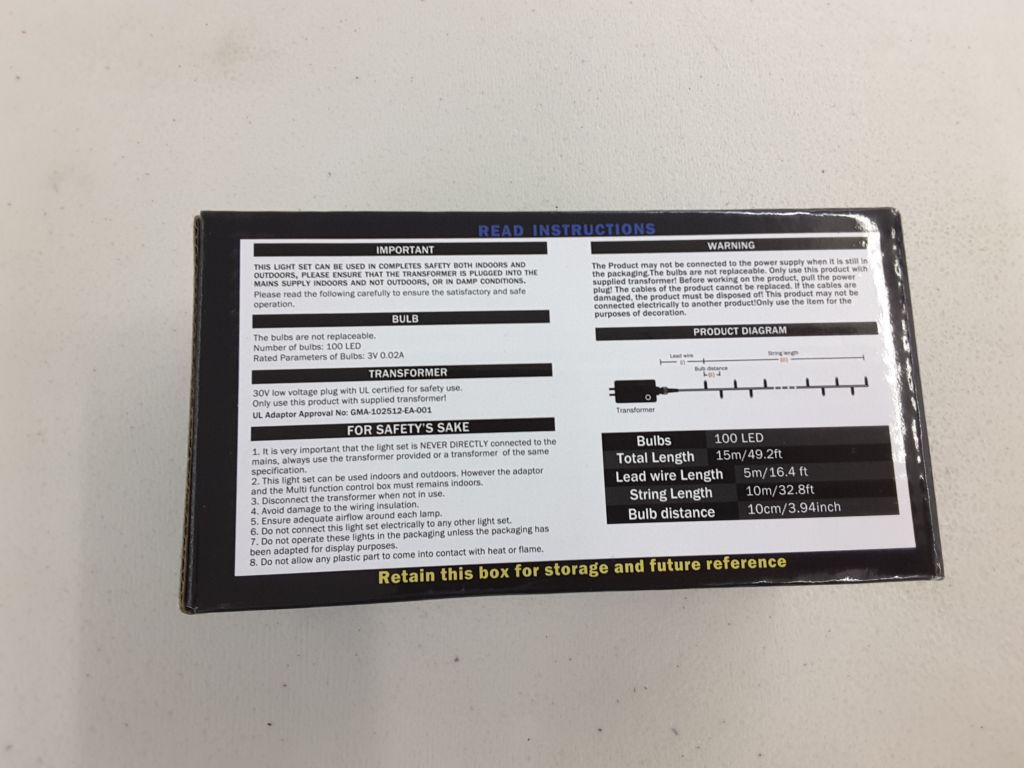 READ INSTRUCTIONS
IMPORTANT
THIS LIGHT SET CAN BE USED IN COMPLETES SAFETY BOTH INDOORS AND
OUTDOORS, PLEASE ENSURE THAT THE TRANSFORMER IS PLUGGED INTO THE
MAINS SUPPLY INDOORS AND NOT OUTDOORS, OR IN DAMP CONDITIONS.
Please read the following carefully to ensure the satisfactory and safe
operation.
BULB
The bulbs are not replaceable.
Number of bulbs: 100 LED
Rated Parameters of Bulbs: 3V 0.02A
TRANSFORMER
30V low voltage plug with UL certified for safety use.
Only use this product with supplied transformer!
UL Adaptor Approval No: GMA-102512-EA-001
FOR SAFETY'S SAKE
1. It is very important that the light set is NEVER DIRECTLY connected to the
mains, always use the transformer provided or a transformer of the same
specification.
2. This light set can be used indoors and outdoors. However the adaptor
and the Multi function control box must remains indoors.
3. Disconnect the transformer when not in use.
4. Avoid damage to the wiring insulation.
5. Ensure adequate airflow around each lamp.
6. Do not connect this light set electrically to any other light set.
7. Do not operate these lights in the packaging unless the packaging has
been adapted for display purposes.
8. Do not allow any plastic part to come into contact with heat or flame.
WARNING
The Product may not be connected to the power supply when it is still in
the packaging.The bulbs are not replaceable. Only use this product with
supplied transformer! Before working on the product, pull the power
plug! The cables of the product cannot be replaced. If the cables are
damaged, the product must be disposed of! This product may not be
connected electrically to another product!Only use the item for the
purposes of decoration.
PRODUCT DIAGRAM
Lead wire
String length
Bulb distance
Transformer
Bulbs 100 LED
Total Length 15m/49.2ft
Lead wire Length 5m/16.4 ft
String Length 10m/32.8ft
Bulb distance 10cm/3.94inch
Retain this box for storage and future reference